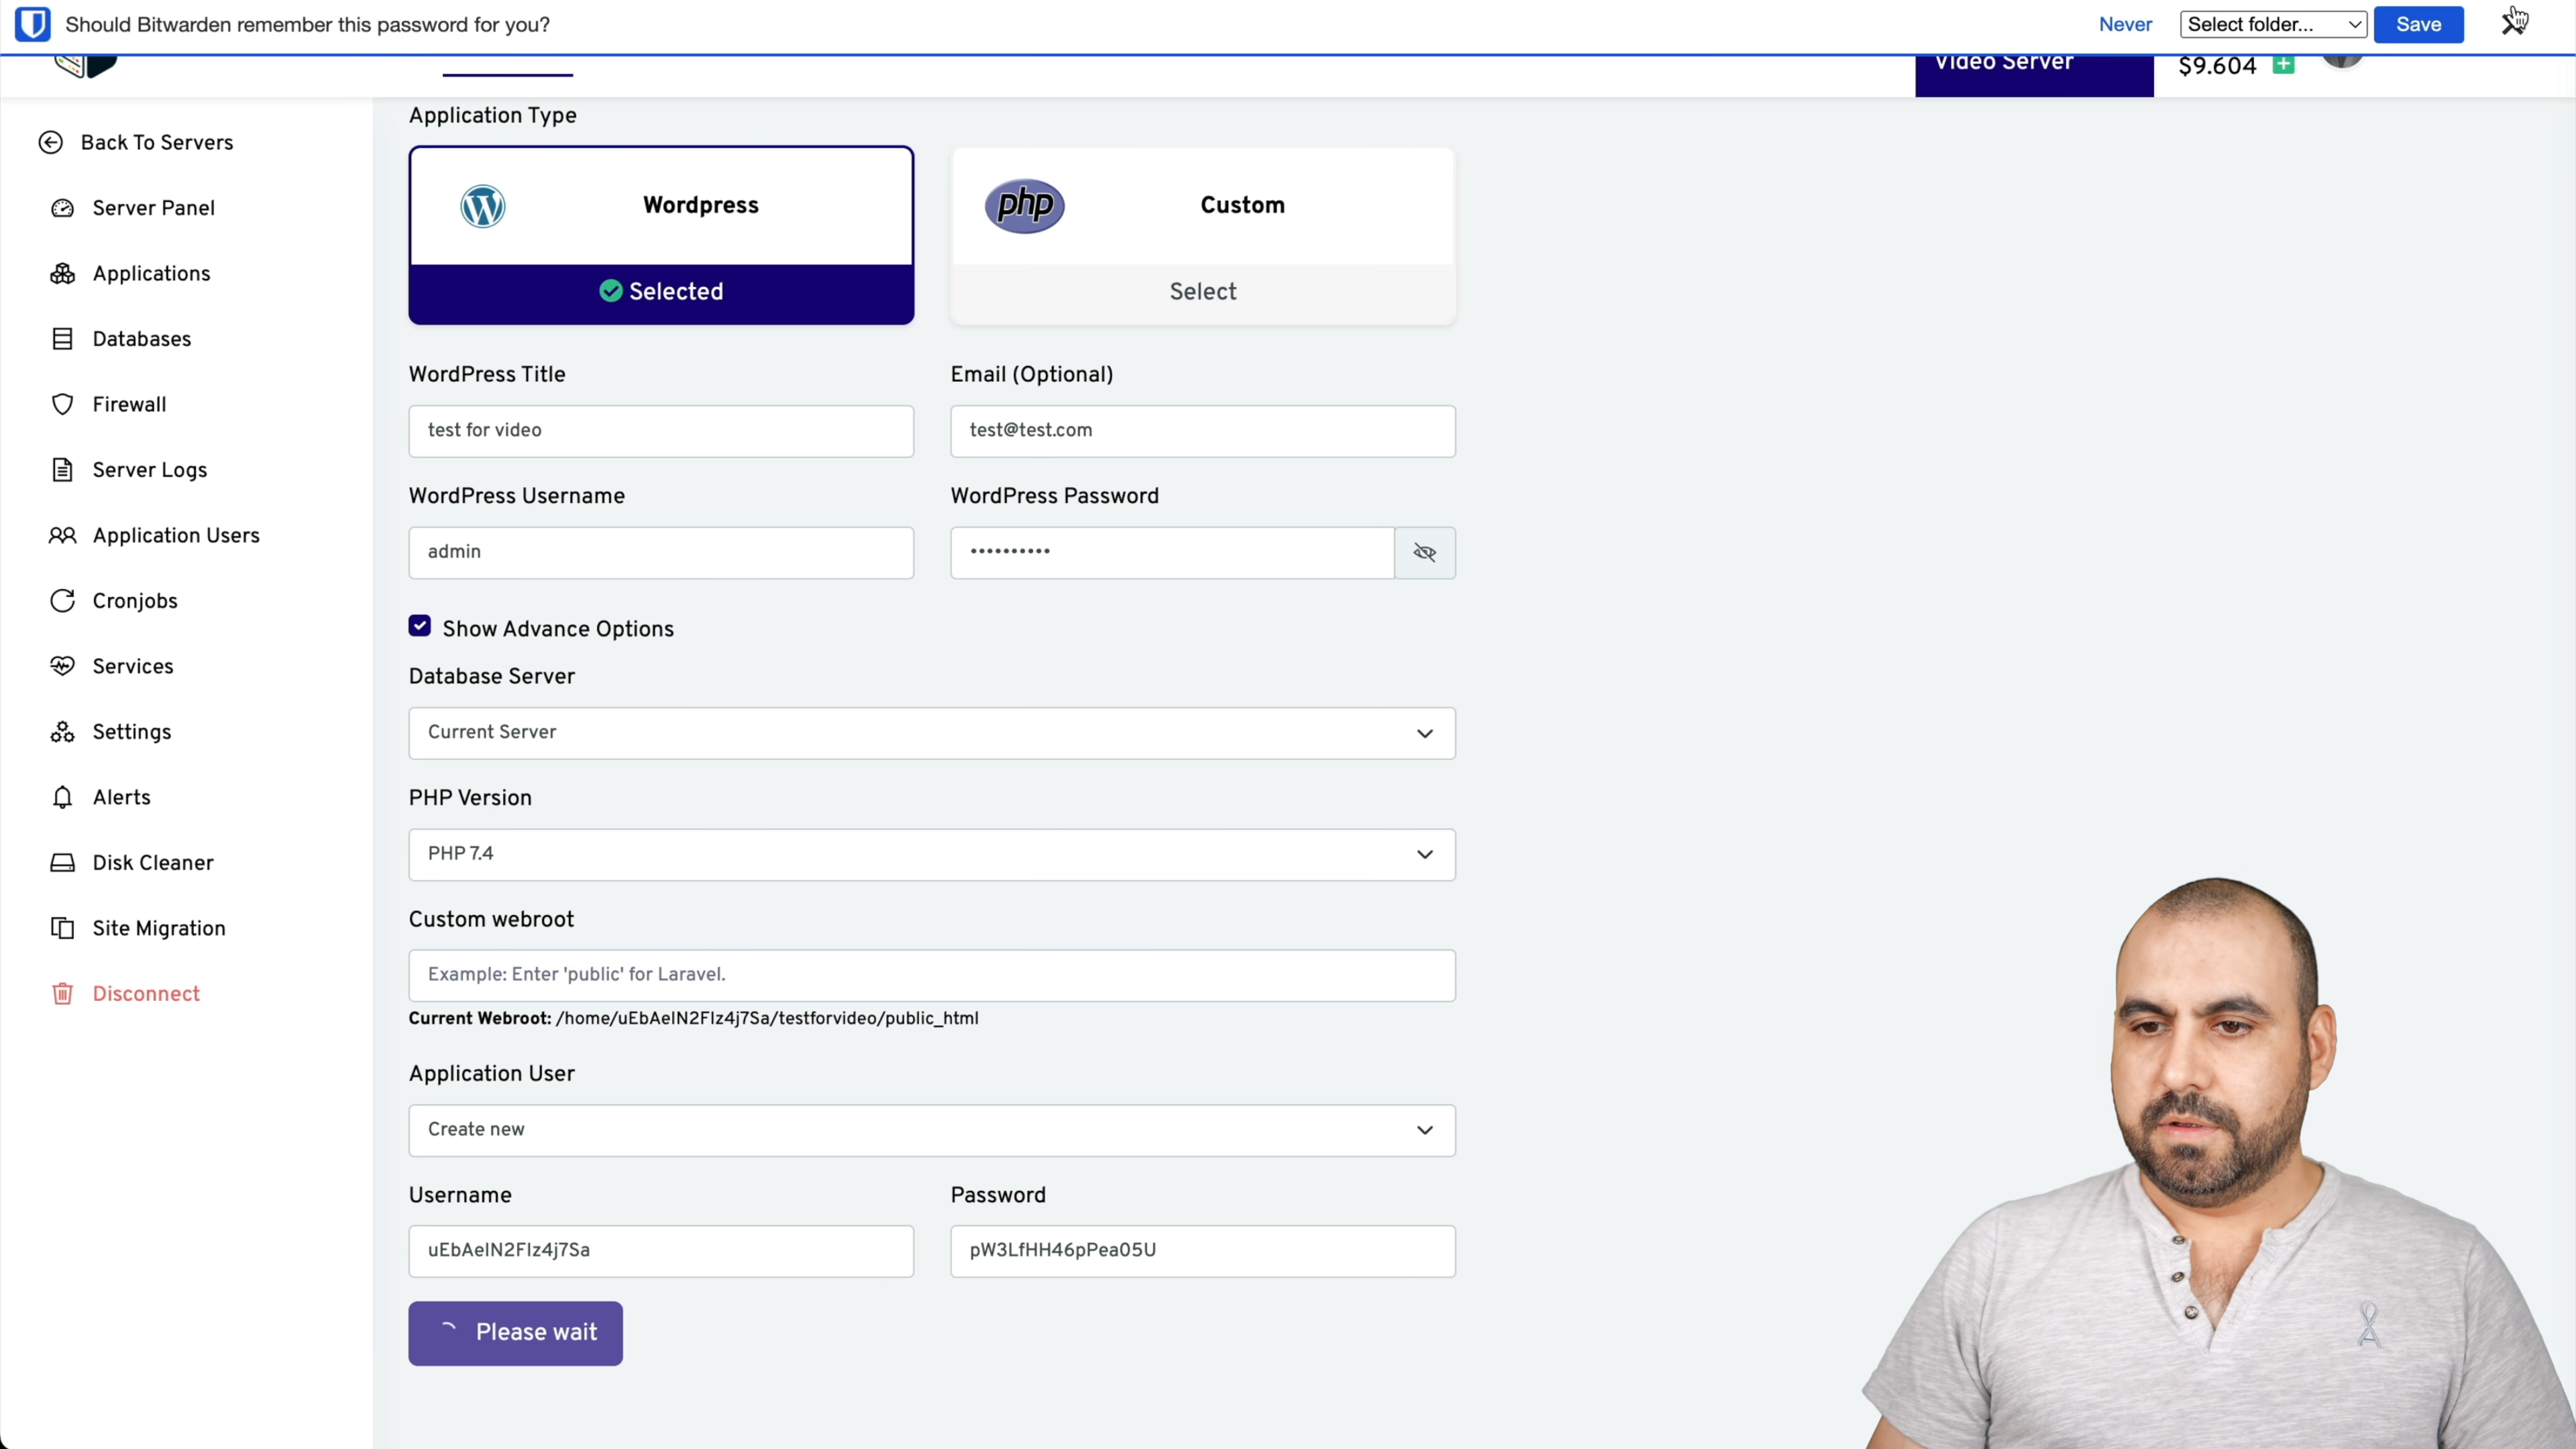 Should Bitwarden remember this password for you?
Never
Select folder...
Save
Video Server
$9.604
Back To Servers
Server Panel
Applications
Databases
Firewall
Server Logs
Application Users
Cronjobs
Services
Settings
Alerts
Disk Cleaner
Site Migration
Disconnect
Application Type
Wordpress
php
Custom
Selected
Select
WordPress Title
Email (Optional)
test for video
test@test.com
WordPress Username
WordPress Password
admin
••••••••••
Show Advance Options
Database Server
Current Server
PHP Version
PHP 7.4
Custom webroot
Example: Enter 'public' for Laravel.
Current Webroot: /home/uEbAelN2FIz4j7Sa/testforvideo/public_html
Application User
Create new
Username
Password
uEbAelN2FIz4j7Sa
pW3LfHH46pPea05U
Please wait